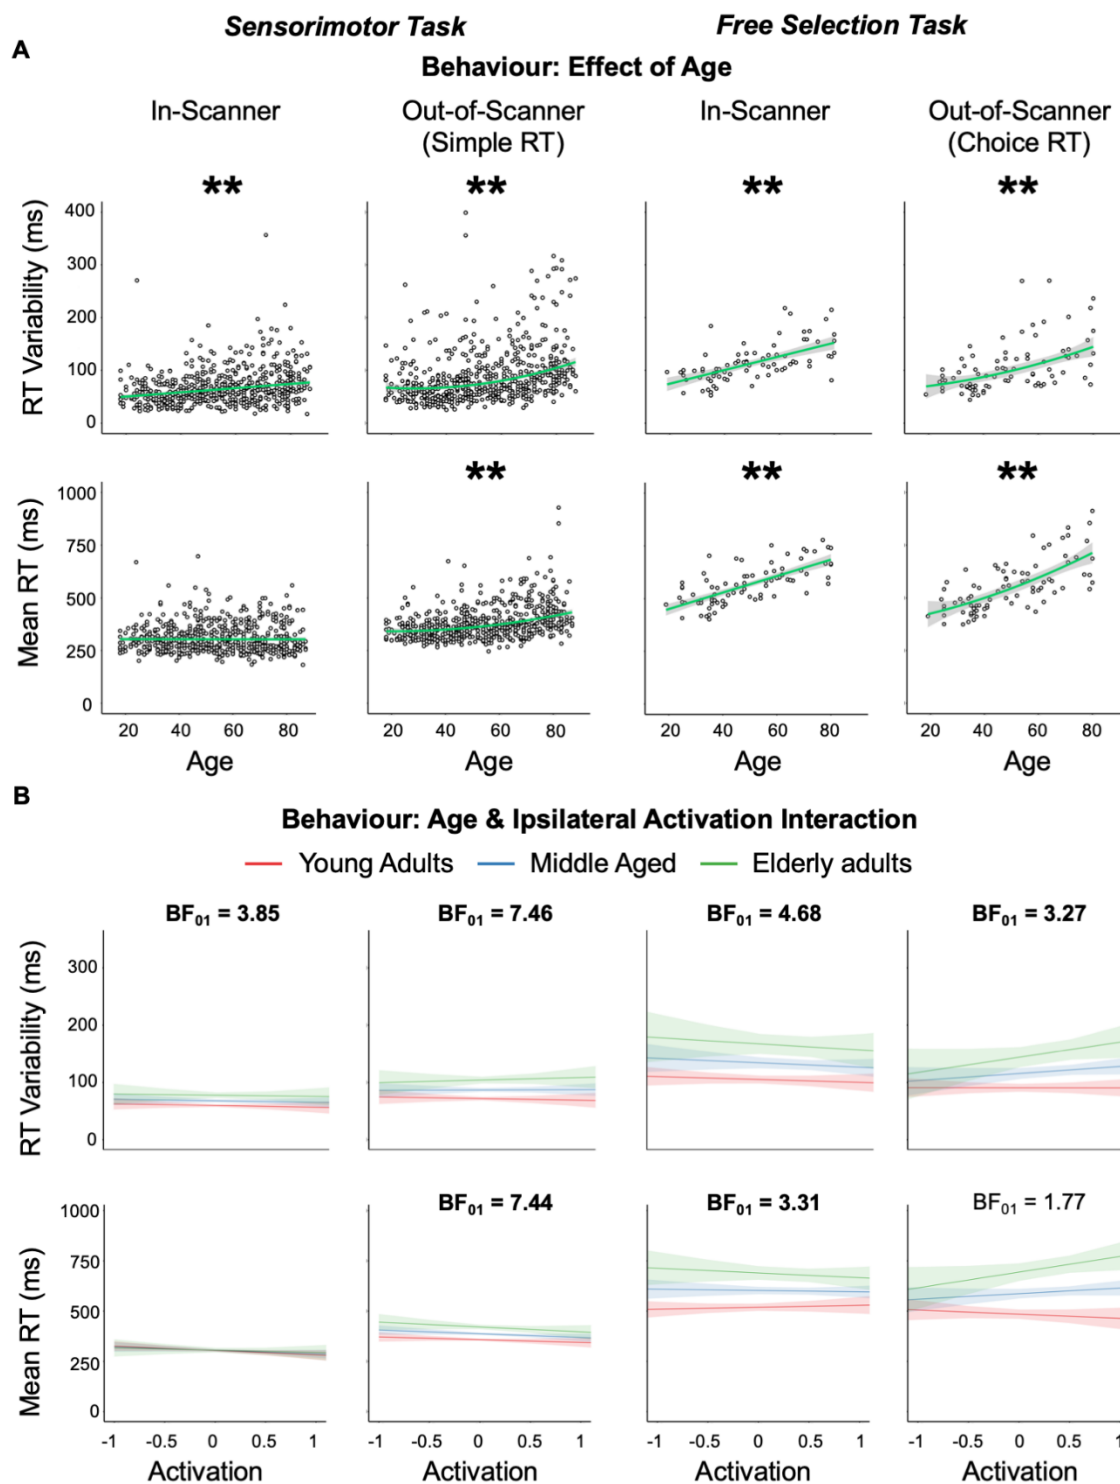 Sensorimotor Task Free Selection Task
A
Behaviour: Effect of Age
In-Scanner Out-of-Scanner In-Scanner Out-of-Scanner
(Simple RT) (Choice RT)
** ** ** **
RT Variability (ms)
400
300
200
100
0
** ** **
Mean RT (ms)
1000
750
500
250
0
20 40 60 80 20 40 60 80 20 40 60 80 20 40 60 80
Age Age Age Age
B
Behaviour: Age & Ipsilateral Activation Interaction
Young Adults Middle Aged Elderly adults
BF01 = 3.85 BF01 = 7.46 BF01 = 4.68 BF01 = 3.27
RT Variability (ms)
300
200
100
0
BF01 = 7.44 BF01 = 3.31 BF01 = 1.77
Mean RT (ms)
1000
750
500
250
0
-1 -0.5 0 0.5 1 -1 -0.5 0 0.5 1 -1 -0.5 0 0.5 1 -1 -0.5 0 0.5 1
Activation Activation Activation Activation